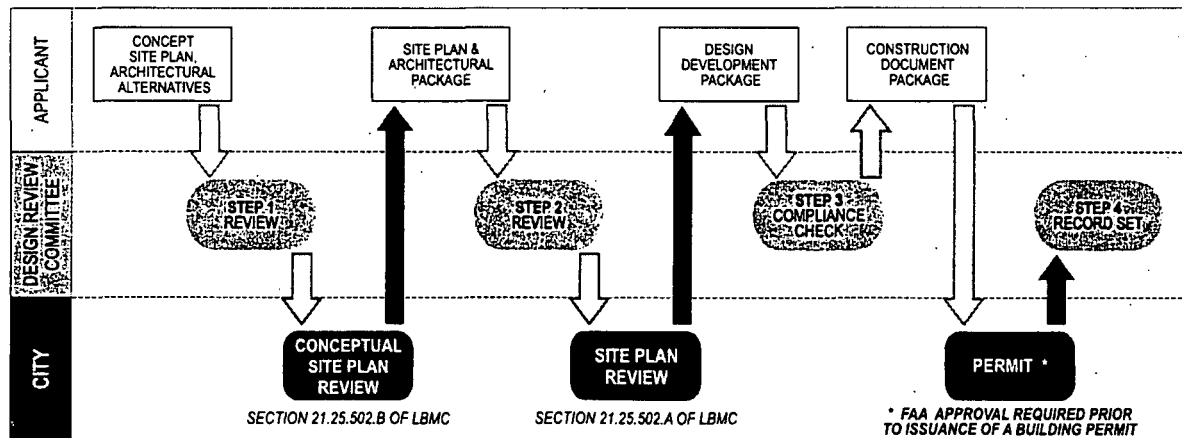 APPLICANT
CONCEPT
SITE PLAN,
ARCHITECTURAL
ALTERNATIVES
SITE PLAN &
ARCHITECTURAL
PACKAGE
DESIGN
DEVELOPMENT
PACKAGE
CONSTRUCTION
DOCUMENT
PACKAGE
DESIGN REVIEW
COMMITTEE
STEP 1
REVIEW
STEP 2
REVIEW
STEP 3
COMPLIANCE
CHECK
STEP 4
RECORD SET
CITY
CONCEPTUAL
SITE PLAN
REVIEW
SITE PLAN
REVIEW
PERMIT *
SECTION 21.25.502.B OF LBMC
SECTION 21.25.502.A OF LBMC
* FAA APPROVAL REQUIRED PRIOR
TO ISSUANCE OF A BUILDING PERMIT